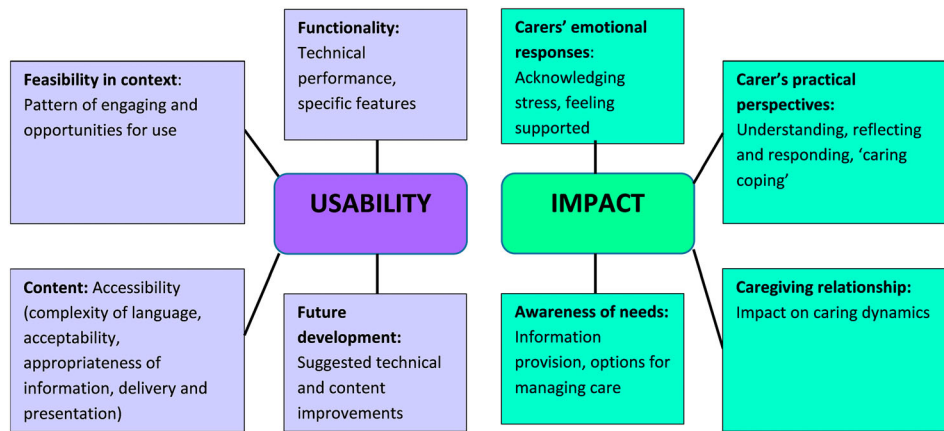 Feasibility in context:
Pattern of engaging and
opportunities for use
Functionality:
Technical
performance,
specific features
USABILITY
Content: Accessibility
(complexity of language,
acceptability,
appropriateness of
information, delivery and
presentation)
Future
development:
Suggested technical
and content
improvements
Carers’ emotional
responses:
Acknowledging
stress, feeling
supported
Carer’s practical
perspectives:
Understanding,
reflecting
and responding, ‘caring
coping’
IMPACT
Awareness of needs:
Information
provision, options for
managing care
Caregiving relationship:
Impact on caring dynamics